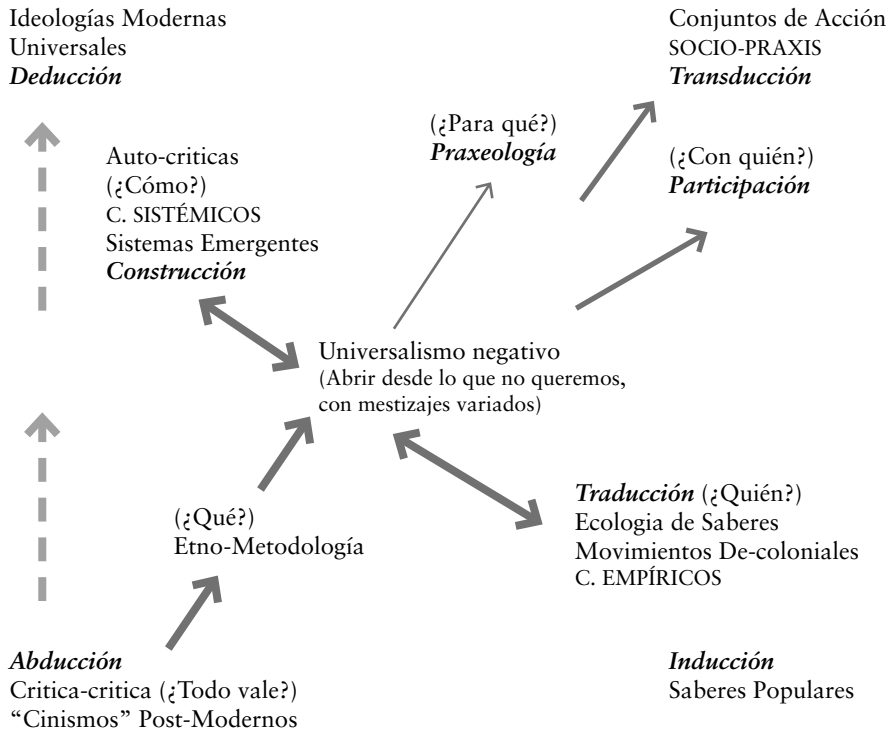 Ideologías Modernas
Universales
Deducción
Conjuntos de Acción
SOCIO-PRAXIS
Transducción
(¿Para qué?)
Praxeología
Auto-criticas
(¿Cómo?)
C. SISTÉMICOS
Sistemas Emergentes
Construcción
(¿Con quién?)
Participación
Universalismo negativo
(Abrir desde lo que no queremos,
con mestizajes variados)
(¿Qué?)
Etno-Metodología
Traducción (¿Quién?)
Ecologia de Saberes
Movimientos De-coloniales
C. EMPÍRICOS
Abducción
Critica-critica (¿Todo vale?)
“Cinismos” Post-Modernos
Inducción
Saberes Populares